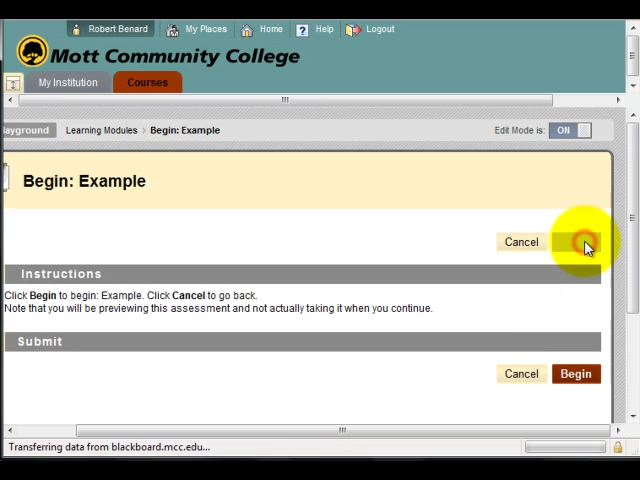 Robert Benard My Places Home Help Logout
Mott Community College
My Institution Courses
layground Learning Modules > Begin: Example Edit Mode is: ON
Begin: Example
Cancel
Instructions
Click Begin to begin: Example. Click Cancel to go back.
Note that you will be previewing this assessment and not actually taking it when you continue.
Submit
Cancel Begin
Transferring data from blackboard.mcc.edu...